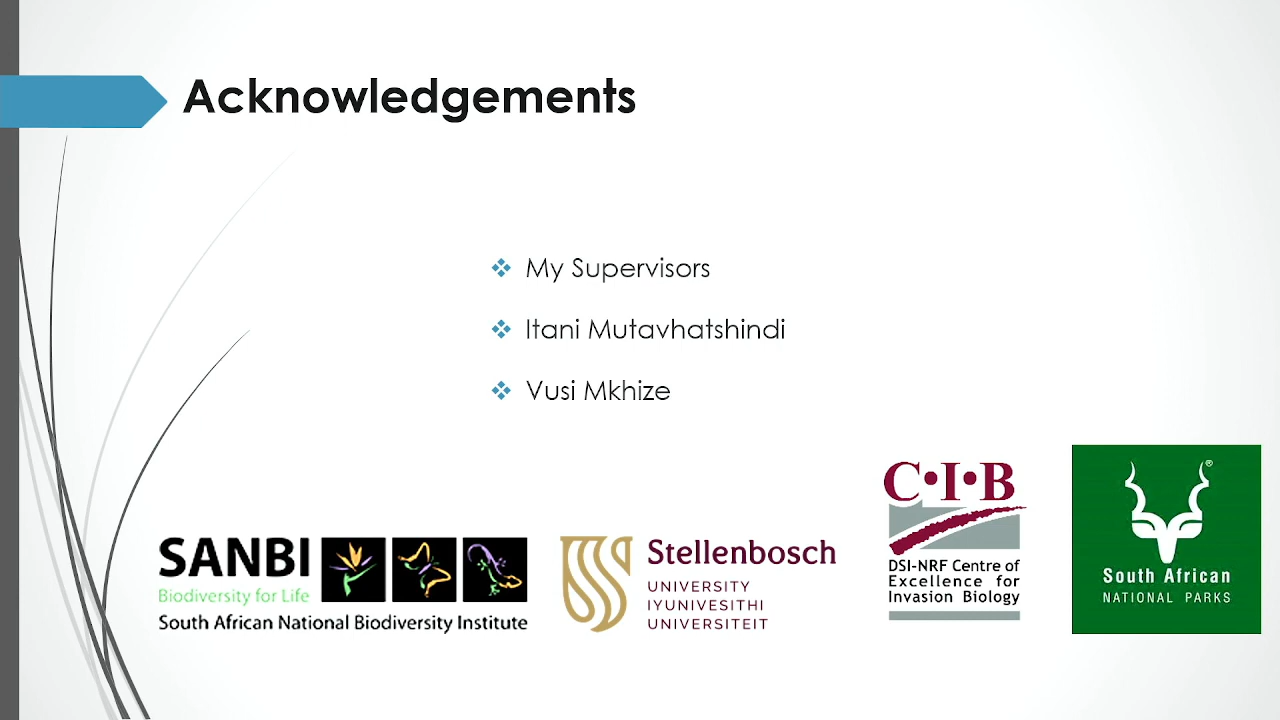 Acknowledgements
My Supervisors
Itani Mutavhatshindi
Vusi Mkhize
SANBI
Biodiversity for Life
South African National Biodiversity Institute
Stellenbosch
UNIVERSITY
IYUNIVESITHI
UNIVERSITEIT
C•I•B
DSI-NRF Centre of
Excellence for
Invasion Biology
®
South African
NATIONAL PARKS